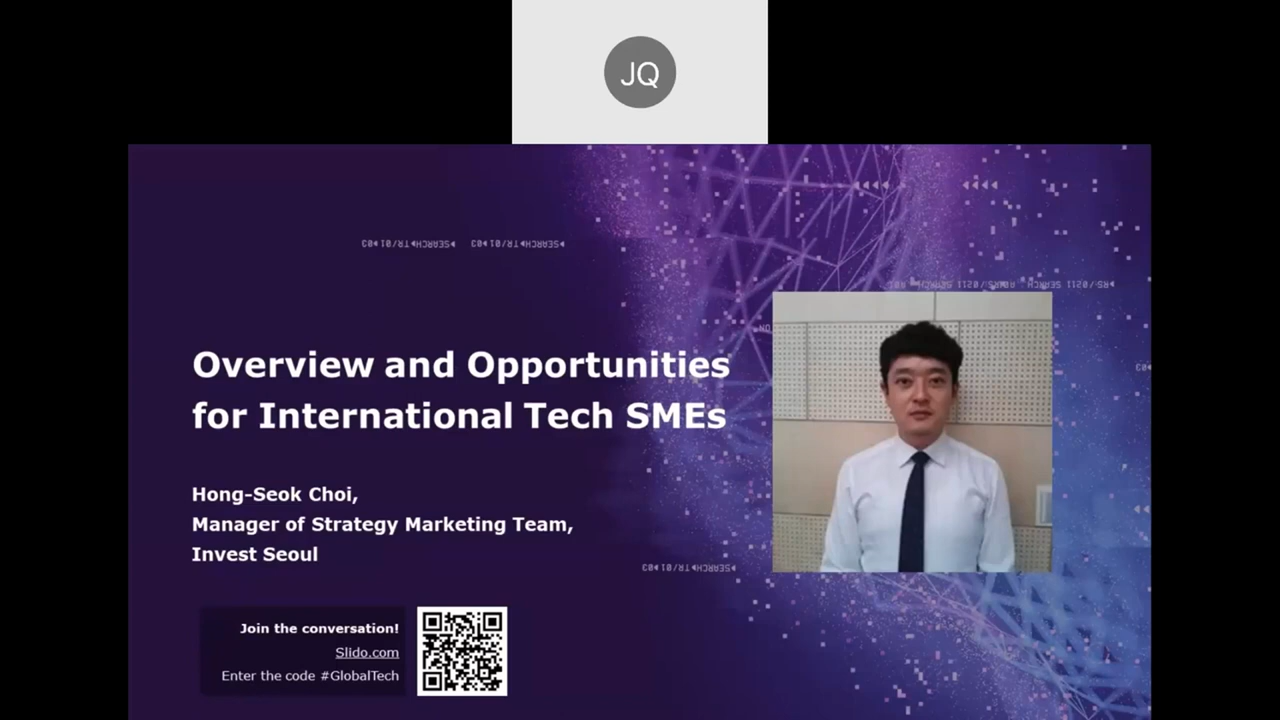 JQ
Overview and Opportunities
for International Tech SMEs
Hong-Seok Choi,
Manager of Strategy Marketing Team,
Invest Seoul
Join the conversation!
Slido.com
Enter the code #GlobalTech